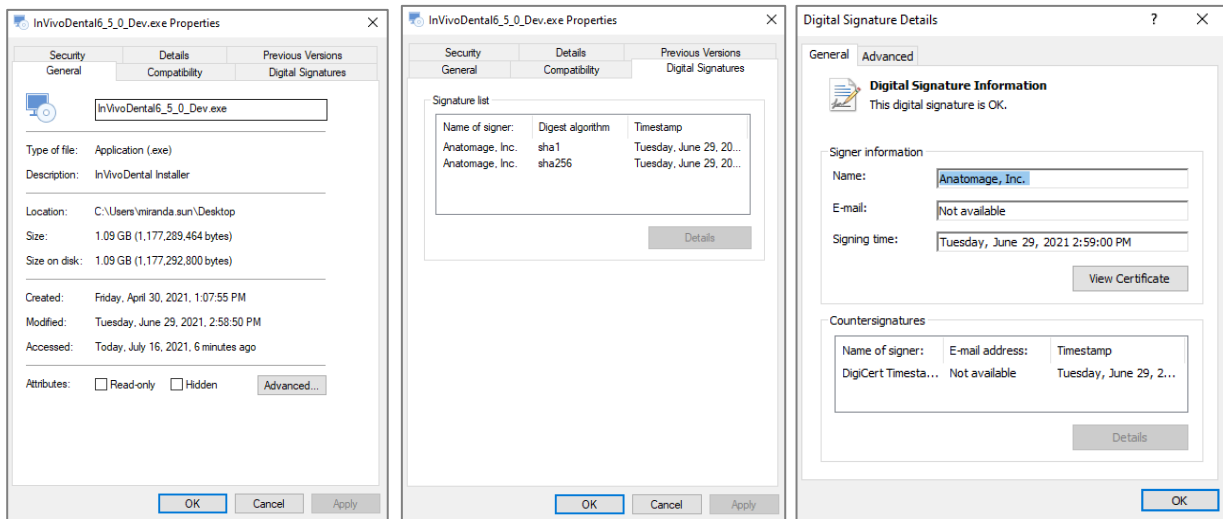 InVivoDental6_5_0_Dev.exe Properties
Security Details Previous Versions
General Compatibility Digital Signatures
InVivoDental6_5_0_Dev.exe
Type of file: Application (.exe)
Description: InVivoDental Installer
Location: C:\Users\miranda.sun\Desktop
Size: 1.09 GB (1,177,289,464 bytes)
Size on disk: 1.09 GB (1,177,292,800 bytes)
Created: Friday, April 30, 2021, 1:07:55 PM
Modified: Tuesday, June 29, 2021, 2:58:50 PM
Accessed: Today, July 16, 2021, 6 minutes ago
Attributes: Read-only Hidden Advanced...
OK Cancel Apply
InVivoDental6_5_0_Dev.exe Properties
Security Details Previous Versions
General Compatibility Digital Signatures
Signature list
Name of signer: Digest algorithm Timestamp
Anatomage, Inc. sha1 Tuesday, June 29, 20...
Anatomage, Inc. sha256 Tuesday, June 29, 20...
Details
OK Cancel Apply
Digital Signature Details ?
General Advanced
Digital Signature Information
This digital signature is OK.
Signer information
Name: Anatomage, Inc.
E-mail: Not available
Signing time: Tuesday, June 29, 2021 2:59:00 PM
View Certificate
Countersignatures
Name of signer: E-mail address: Timestamp
DigiCert Timesta... Not available Tuesday, June 29, 2...
Details
OK